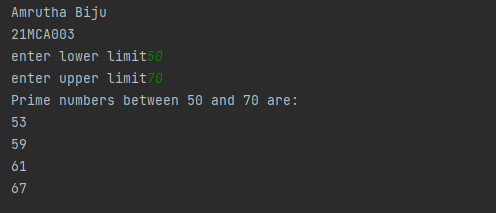 Amrutha Biju
21MCA003
enter lower limit50
enter upper limit70
Prime numbers between 50 and 70 are:
53
59
61
67